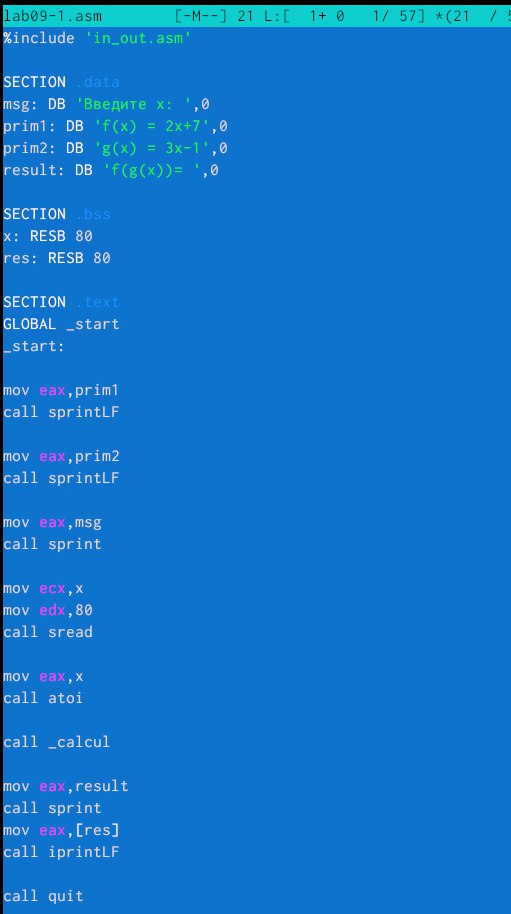 lab09-1.asm [-M--] 21 L:[ 1+ 0 1/ 57] *(21 /
%include 'in_out.asm'
SECTION .data
msg: DB 'Введите x: ',0
prim1: DB 'f(x) = 2x+7',0
prim2: DB 'g(x) = 3x-1',0
result: DB 'f(g(x))= ',0
SECTION .bss
x: RESB 80
res: RESB 80
SECTION .text
GLOBAL _start
_start:
mov eax,prim1
call sprintLF
mov eax,prim2
call sprintLF
mov eax,msg
call sprint
mov ecx,x
mov edx,80
call sread
mov eax,x
call atoi
call _calcul
mov eax,result
call sprint
mov eax,[res]
call iprintLF
call quit